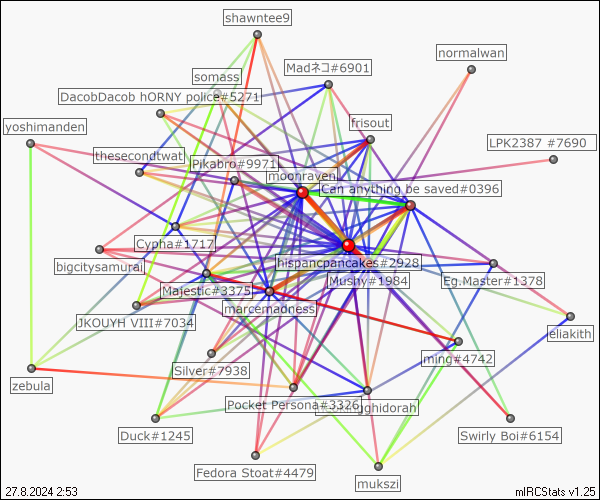 shawntee9
normalwan
Madネコ#6901
somass
DacobDacob hORNY police#5271
frisout
yoshimanden
LPK2387 #7690
thesecondtwat
Pikabro#9971
moonraven
Can anything be saved#0396
Cypha#1717
hispancpancakes#2928
bigcitysamurai
Mushy#1984
Eg.Master#1378
Majestic#3375
marcemadness
JKOUYH VIII#7034
eliakith
ming#4742
Silver#7938
zebula
Pocket Persona#3326
gghidorah
Duck#1245
Swirly Boi#6154
Fedora Stoat#4479
mukszi
27.8.2024 2:53
mIRCStats v1.25